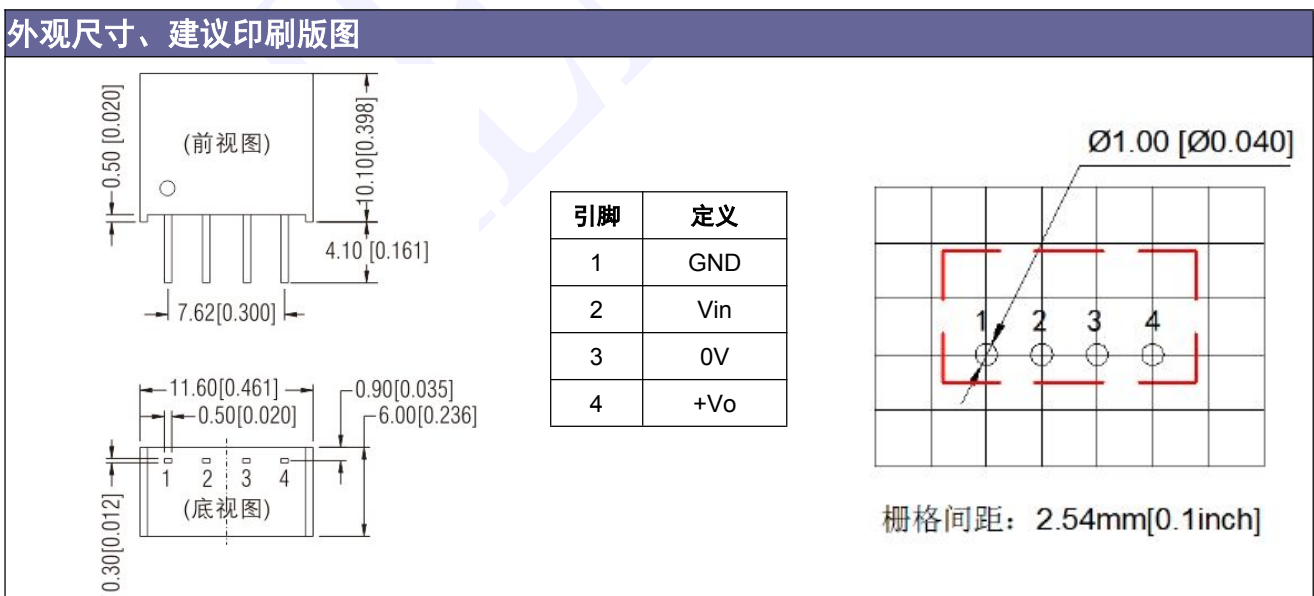 外观尺寸、建议印刷版图
0.50 [0.020]
(前视图)
10.10[0.398]
4.10 [0.161]
7.62[0.300]
11.60[0.461]
0.90[0.035]
0.50[0.020]
6.00[0.236]
1 2 3 4
(底视图)
0.30[0.012]
引脚 定义
1 GND
2 Vin
3 0V
4 +Vo
Ø1.00 [Ø0.040]
1 2 3 4
栅格间距：2.54mm[0.1inch]